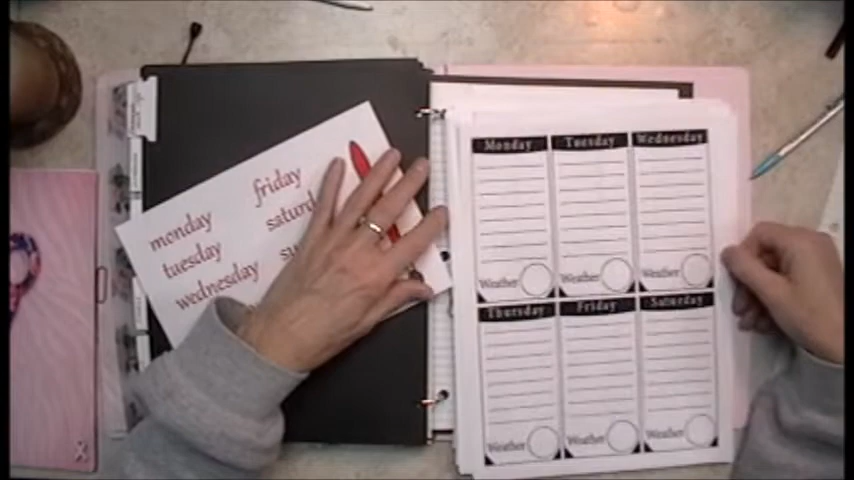 monday
tuesday
wednesday
friday
Monday Tuesday Wednesday
Weather Weather Weather
Thursday Friday Saturday
Weather Weather Weather